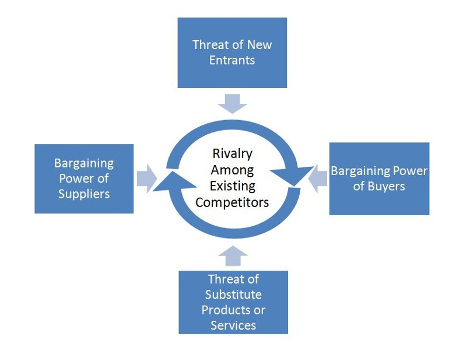 Threat of New
Entrants
Bargaining
Power of
Suppliers
Rivalry
Among
Existing
Competitors
Bargaining Power
of Buyers
Threat of
Substitute
Products or
Services